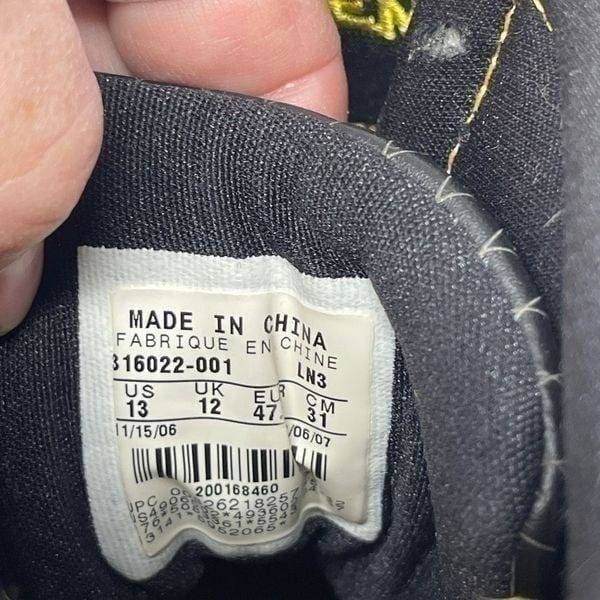 EN
MADE IN CHINA
FABRIQUE EN CHINE
316022-001 LN3
US UK EUR CM
13 12 47 31
11/15/06 /06/07
200168460